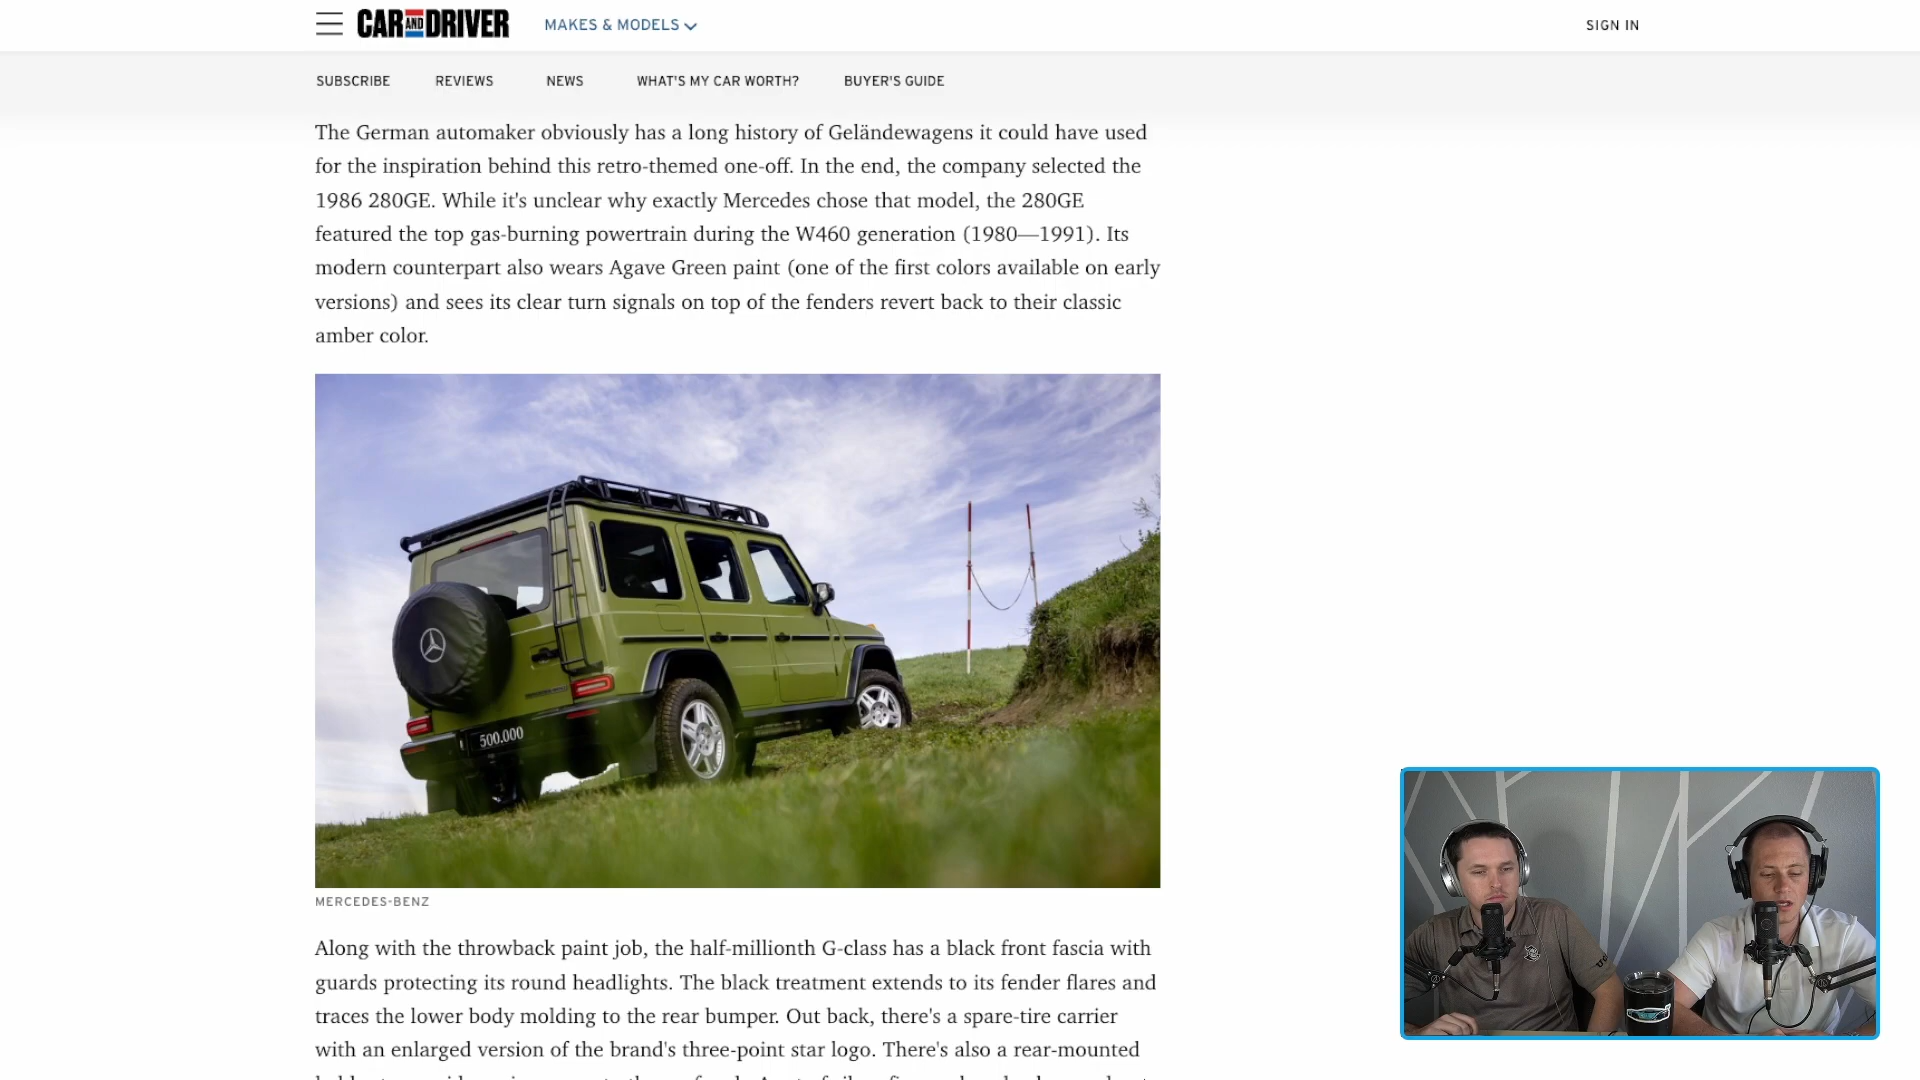 CAR AND DRIVER
MAKES & MODELS
SIGN IN
SUBSCRIBE
REVIEWS
NEWS
WHAT'S MY CAR WORTH?
BUYER'S GUIDE
The German automaker obviously has a long history of Geländewagens it could have used
for the inspiration behind this retro-themed one-off. In the end, the company selected the
1986 280GE. While it's unclear why exactly Mercedes chose that model, the 280GE
featured the top gas-burning powertrain during the W460 generation (1980—1991). Its
modern counterpart also wears Agave Green paint (one of the first colors available on early
versions) and sees its clear turn signals on top of the fenders revert back to their classic
amber color.
500.000
MERCEDES-BENZ
Along with the throwback paint job, the half-millionth G-class has a black front fascia with
guards protecting its round headlights. The black treatment extends to its fender flares and
traces the lower body molding to the rear bumper. Out back, there's a spare-tire carrier
with an enlarged version of the brand's three-point star logo. There's also a rear-mounted